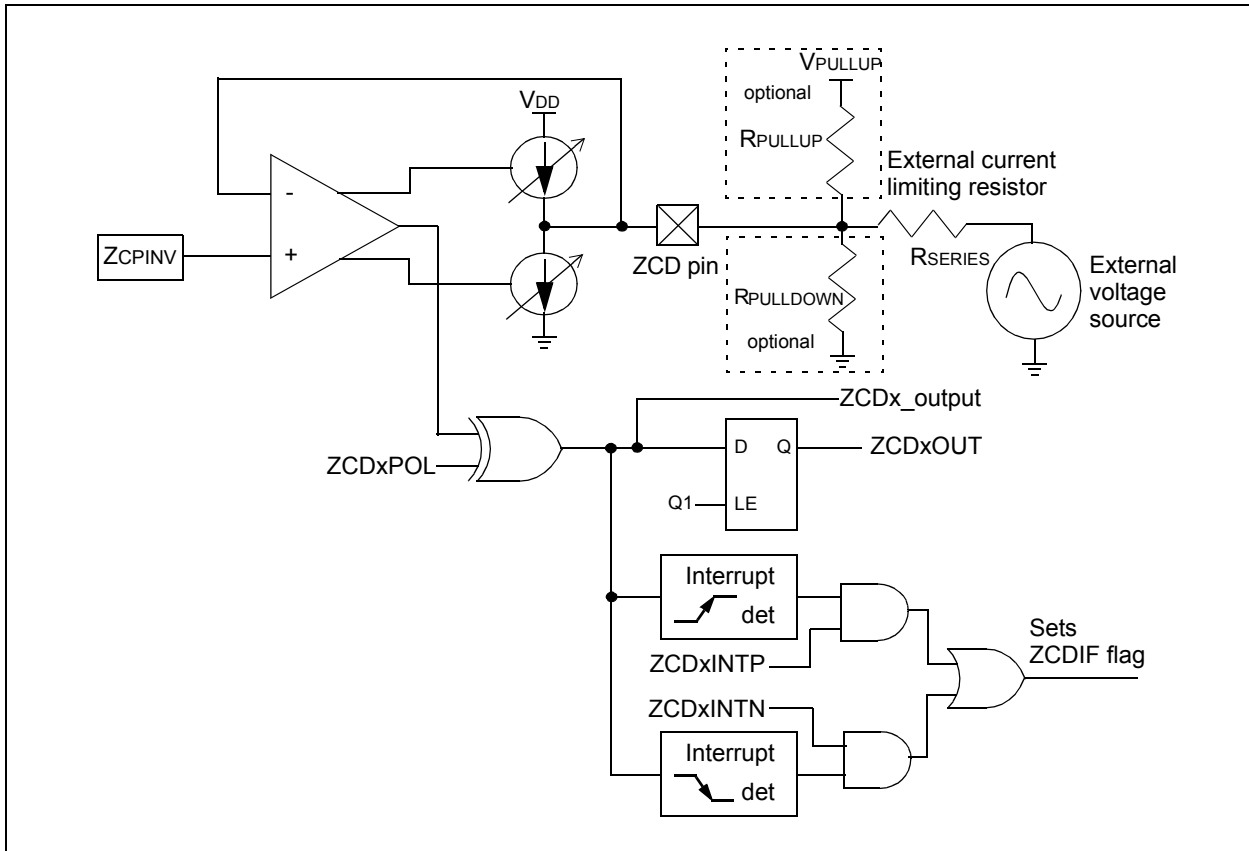 VPULLUP
optional
RPULLUP
VDD
External current
limiting resistor
-
+
ZCPINV
ZCD pin
RSERIES
RPULLDOWN
optional
External
voltage
source
ZCDx_output
ZCDxPOL
D
Q
ZCDxOUT
Q1
LE
Interrupt
det
ZCDxINTP
Sets
ZCDIF flag
ZCDxINTN
Interrupt
det